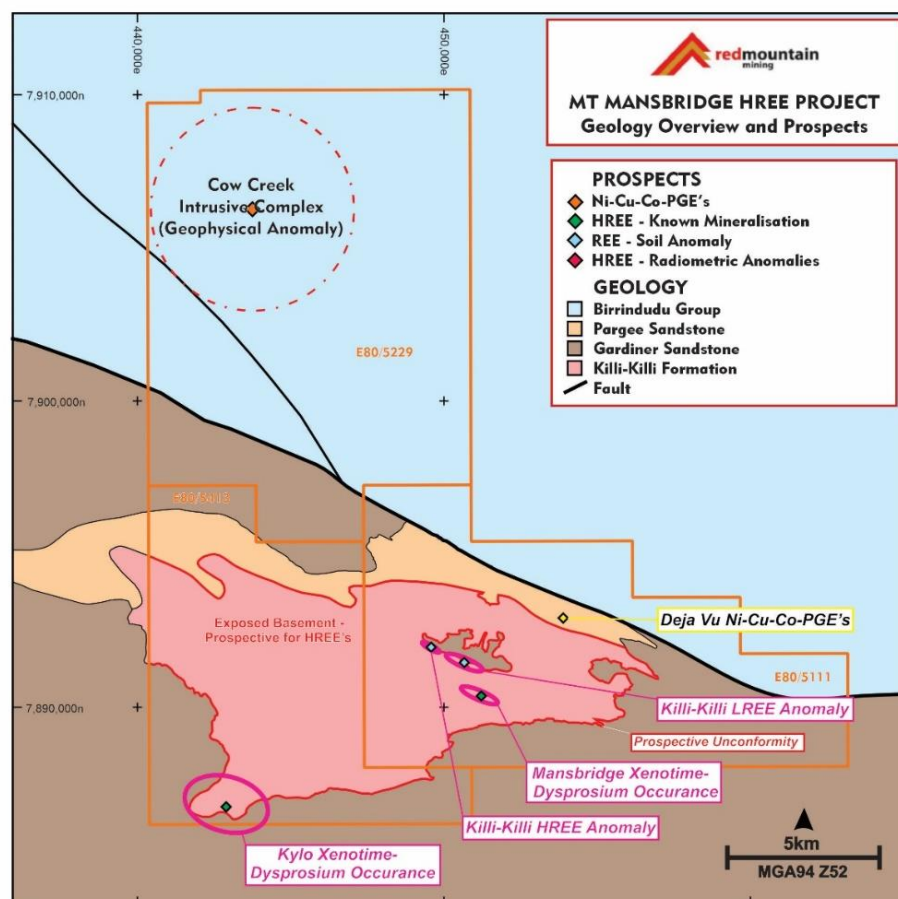 440,000e
450,000e
7,910,000n
7,900,000n
7,890,000n
redmountain
mining
MT MANSBRIDGE HREE PROJECT
Geology Overview and Prospects
PROSPECTS
Ni-Cu-Co-PGE's
HREE - Known Mineralisation
REE - Soil Anomaly
HREE - Radiometric Anomalies
GEOLOGY
Birrindudu Group
Pargee Sandstone
Gardiner Sandstone
Killi-Killi Formation
Fault
Cow Creek
Intrusive Complex
(Geophysical Anomaly)
E80/5229
E80/5413
Exposed Basement -
Prospective for HREE's
Deja Vu Ni-Cu-Co-PGE's
E80/5111
Killi-Killi LREE Anomaly
Prospective Unconformity
Mansbridge Xenotime-
Dysprosium Occurance
Killi-Killi HREE Anomaly
Kylo Xenotime-
Dysprosium Occurance
5km
MGA94 Z52